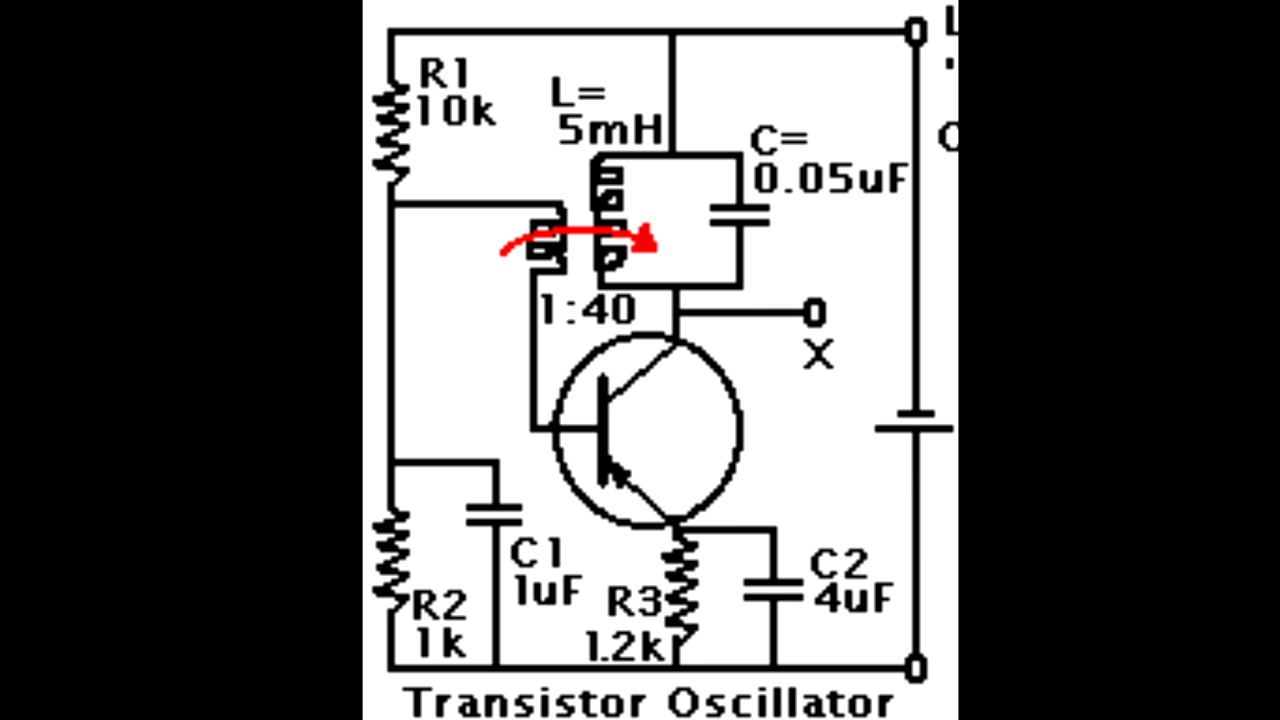 R1
10k
L=
5mH
C=
0.05uF
1:40
X
C1
1uF
R2
1k
R3
1.2k
C2
4uF
Transistor Oscillator